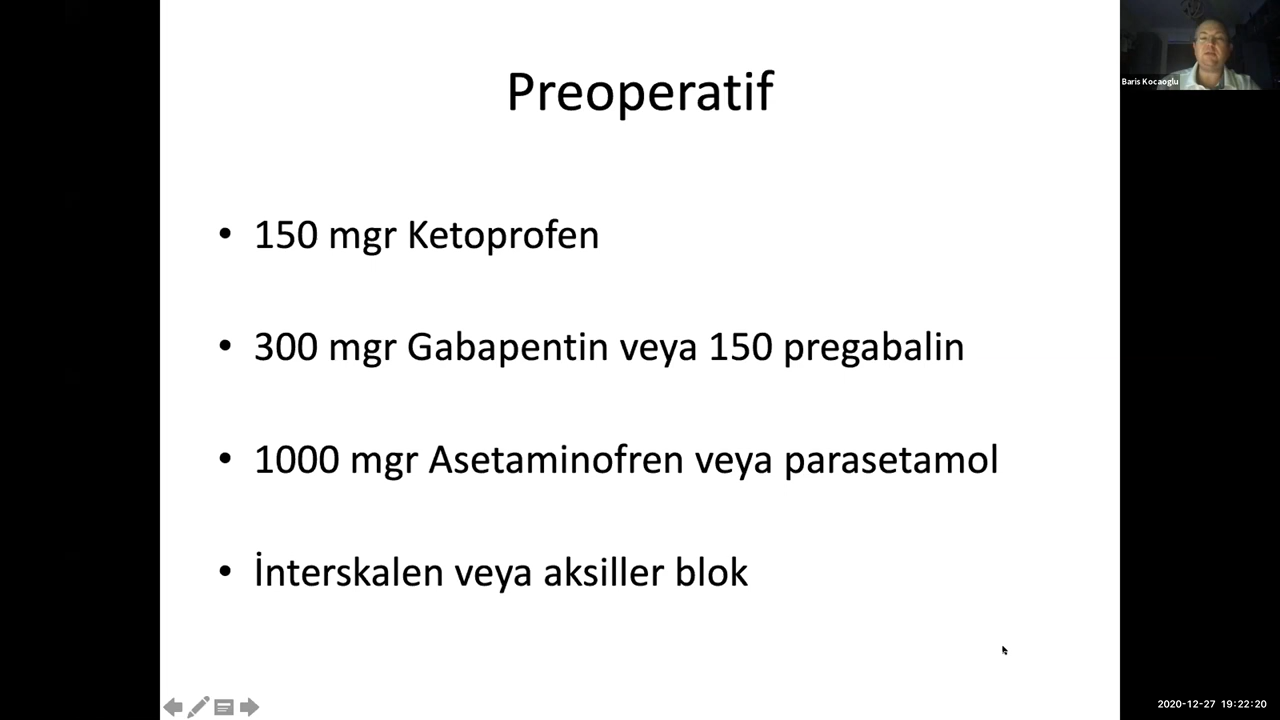 Preoperatif
Baris Kocaoglu
• 150 mgr Ketoprofen
• 300 mgr Gabapentin veya 150 pregabalin
• 1000 mgr Asetaminofren veya parasetamol
• İnterskalen veya aksiller blok
2020-12-27 19:22:20